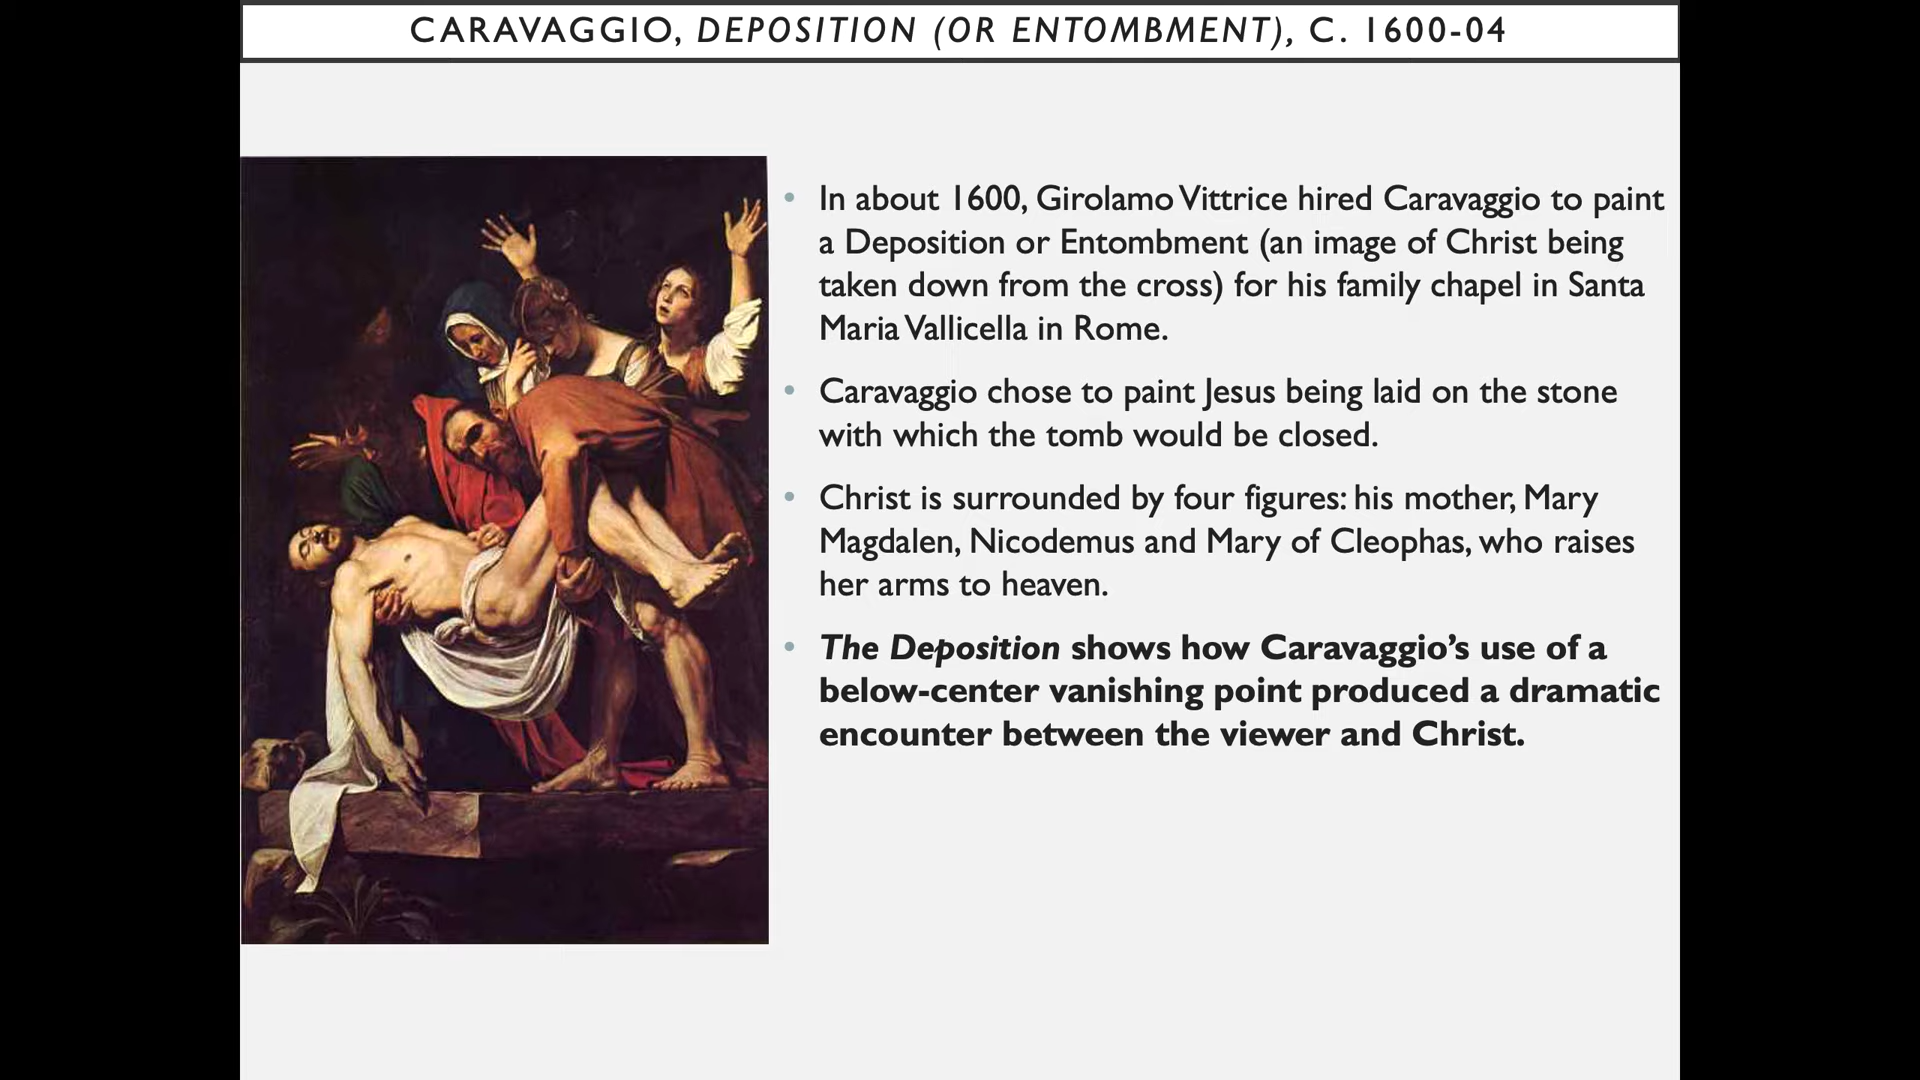 CARAVAGGIO, DEPOSITION (OR ENTOMBMENT), C. 1600-04
• In about 1600, Girolamo Vittrice hired Caravaggio to paint
a Deposition or Entombment (an image of Christ being
taken down from the cross) for his family chapel in Santa
Maria Vallicella in Rome.
• Caravaggio chose to paint Jesus being laid on the stone
with which the tomb would be closed.
• Christ is surrounded by four figures: his mother, Mary
Magdalen, Nicodemus and Mary of Cleophas, who raises
her arms to heaven.
• The Deposition shows how Caravaggio’s use of a
below-center vanishing point produced a dramatic
encounter between the viewer and Christ.